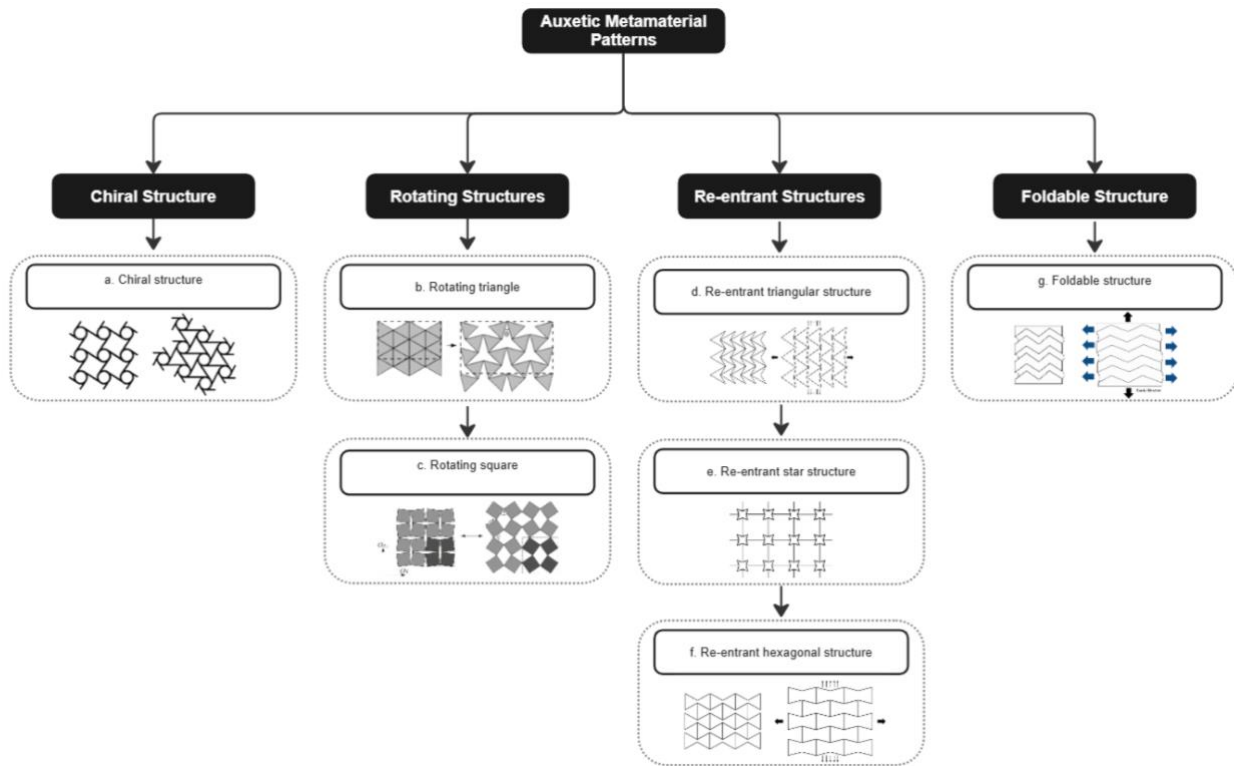 Auxetic Metamaterial
Patterns
Chiral Structure
Rotating Structures
Re-entrant Structures
Foldable Structure
a. Chiral structure
b. Rotating triangle
d. Re-entrant triangular structure
g. Foldable structure
c. Rotating square
e. Re-entrant star structure
f. Re-entrant hexagonal structure